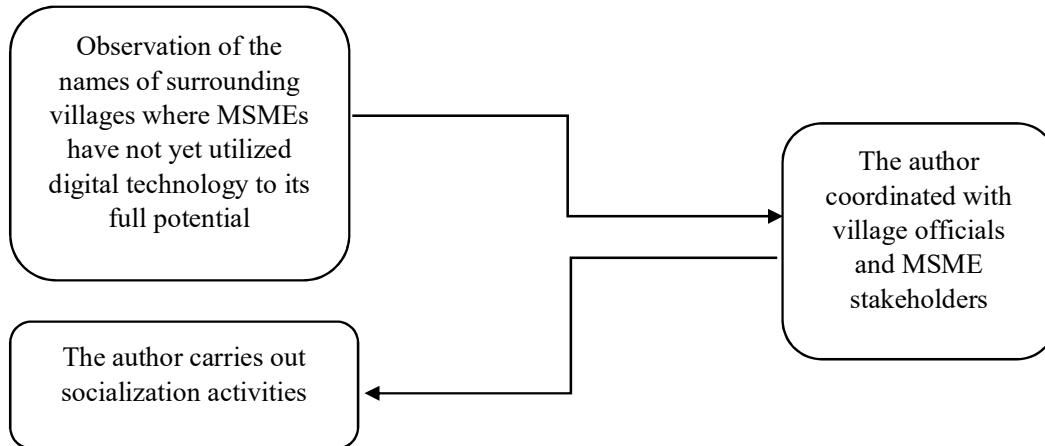 Observation of the
names of surrounding
villages where MSMEs
have not yet utilized
digital technology to its
full potential
The author
coordinated with
village officials
and MSME
stakeholders
The author carries out
socialization activities